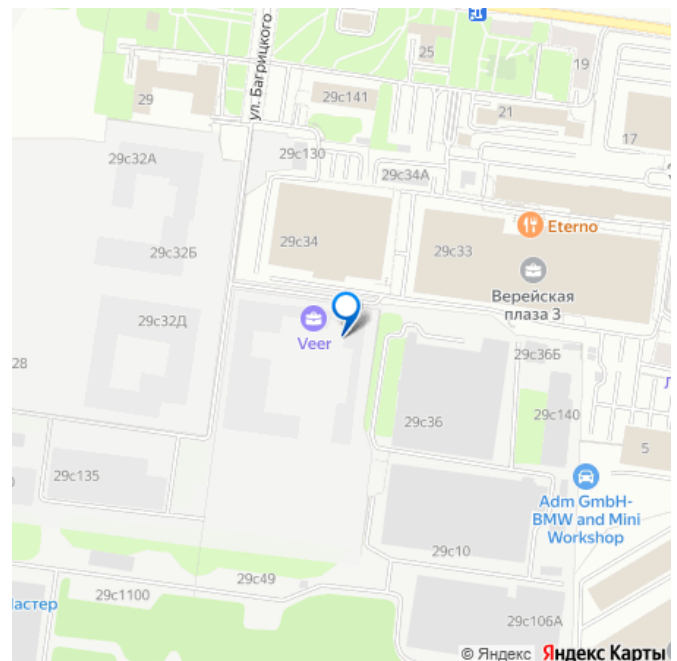 25
19
29
ул. Багрицкого
29с141
21
17
29с32А
29с130
29с34А
29с34
29с32Б
29с33
Eterno
Верейская
плаза 3
29с32Д
Veer
28
29с36Б
29с36
29с140
5
29с135
Adm GmbH-
BMW and Mini
Workshop
29с10
29с49
29с1100
29с106А
© Яндекс Яндекс Карты